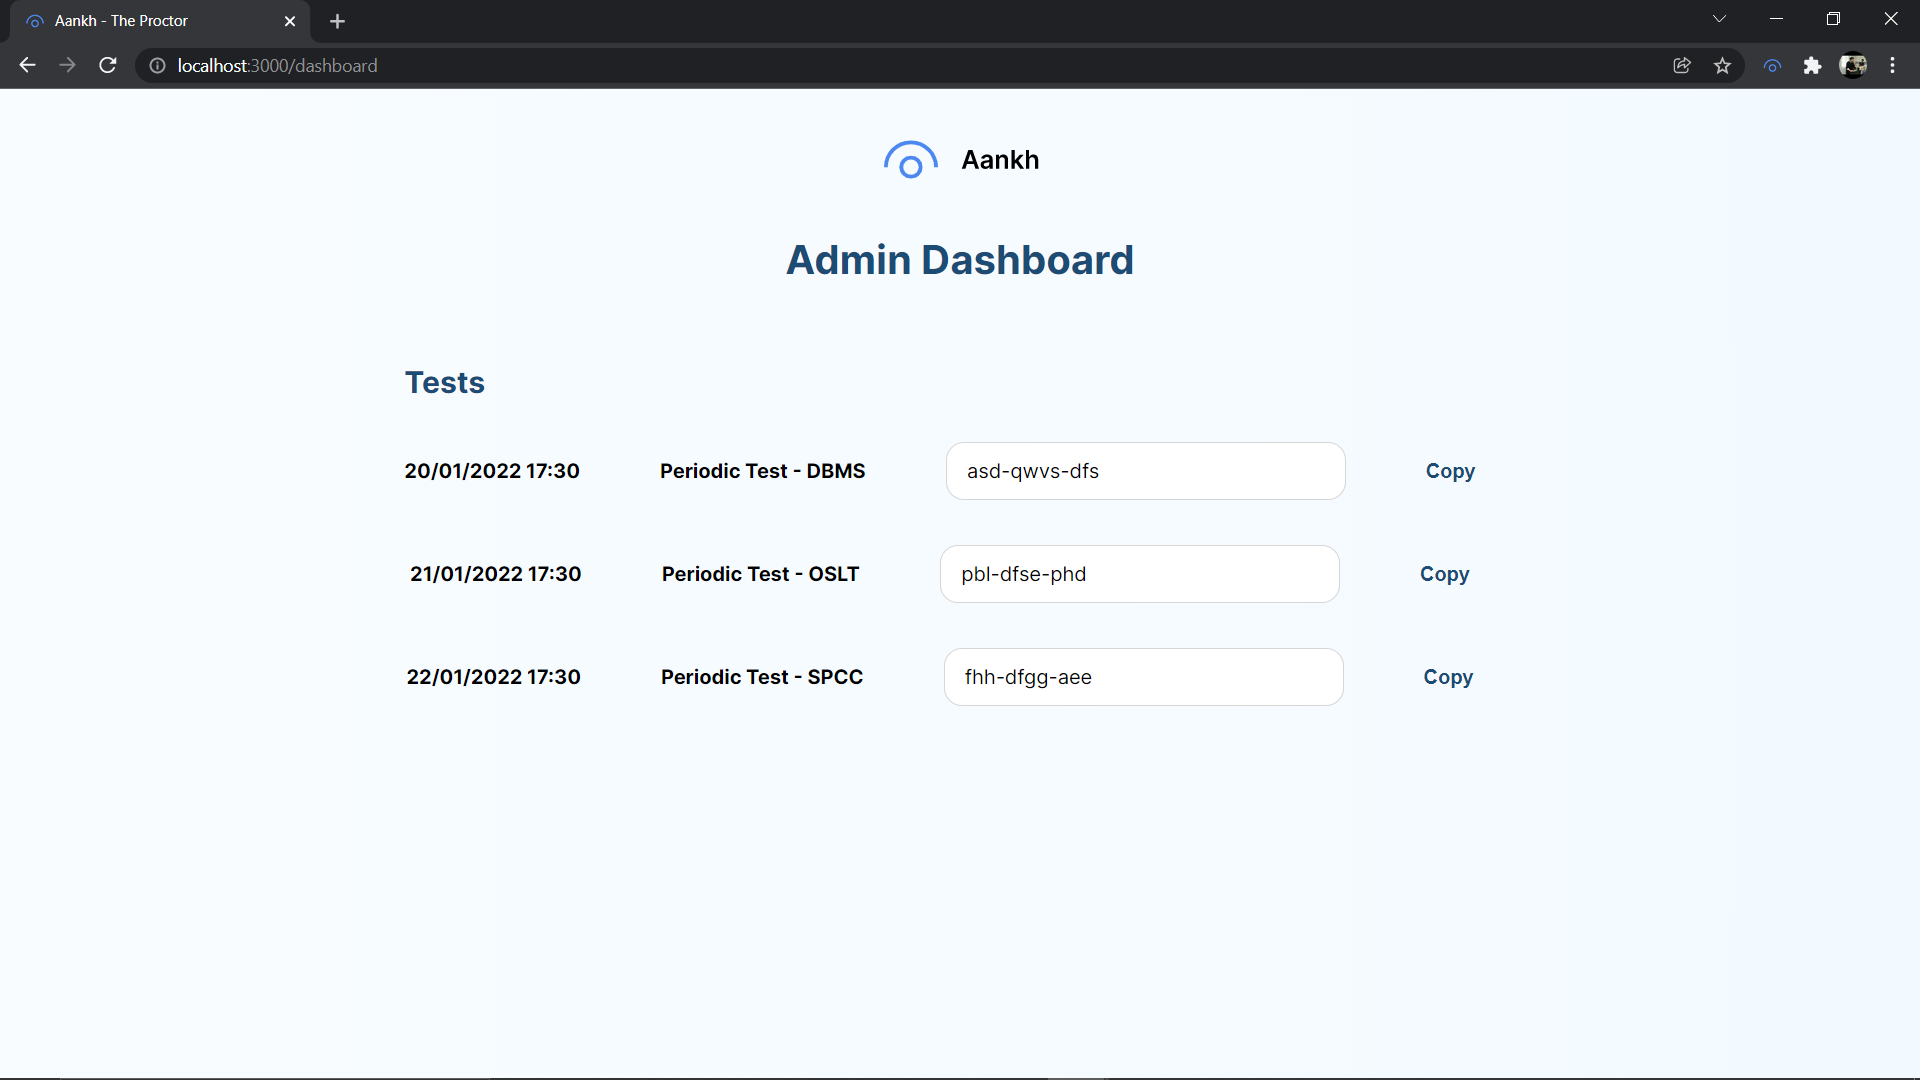 Aankh - The Proctor
localhost:3000/dashboard
Aankh
Admin Dashboard
Tests
20/01/2022 17:30 Periodic Test - DBMS asd-qwvs-dfs Copy
21/01/2022 17:30 Periodic Test - OSLT pbl-dfse-phd Copy
22/01/2022 17:30 Periodic Test - SPCC fhh-dfgg-aee Copy